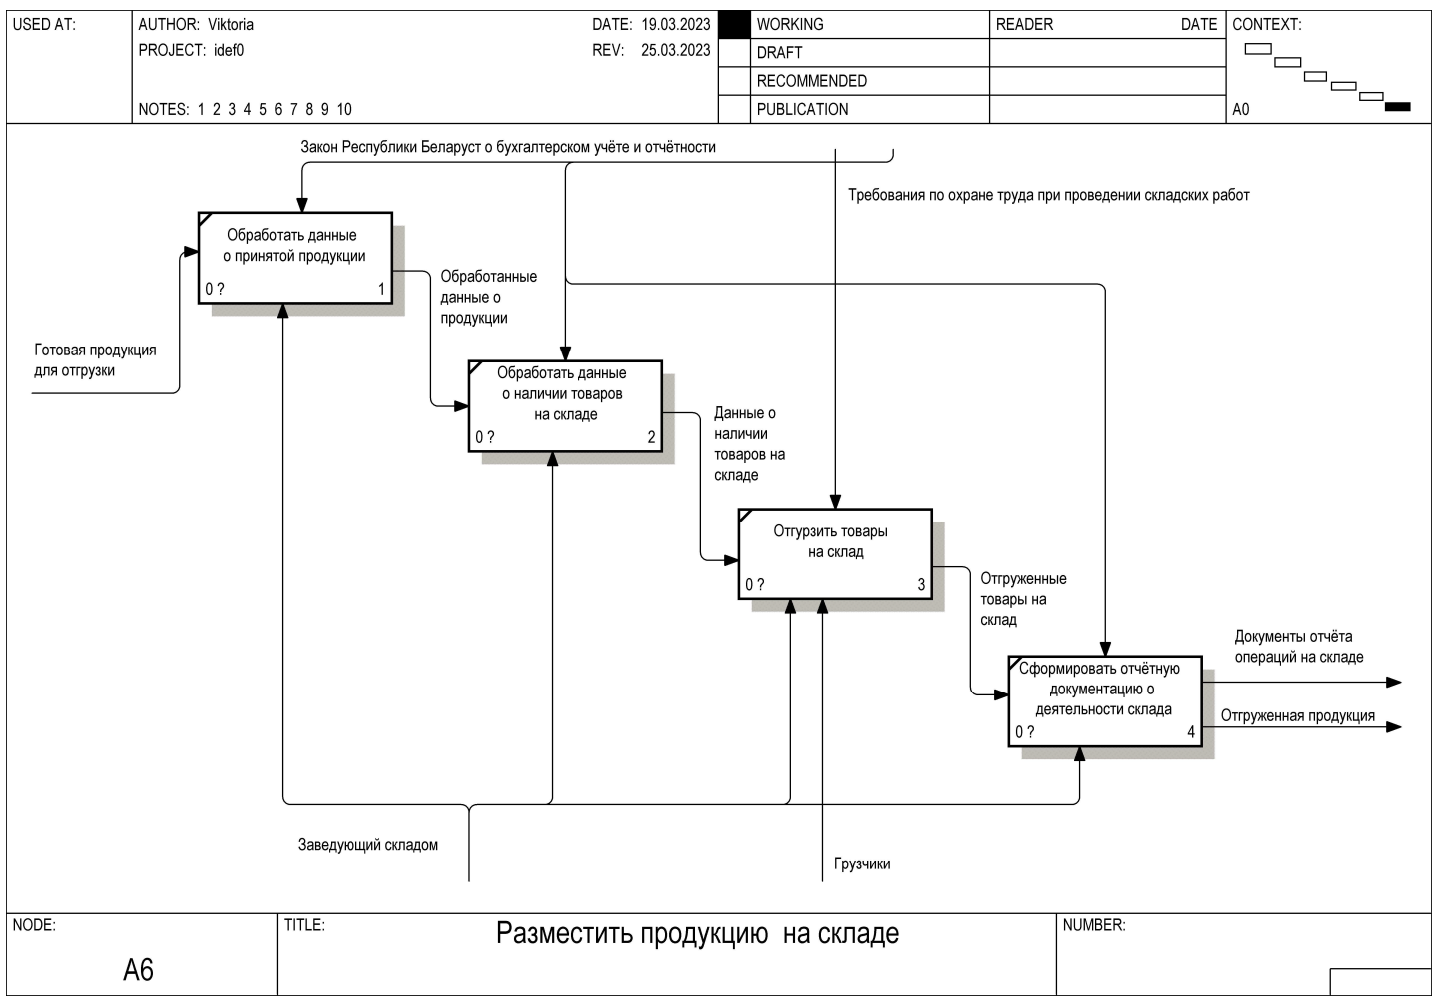 USED AT:
AUTHOR: Viktoria
DATE: 19.03.2023
PROJECT: idef0
REV: 25.03.2023
NOTES: 1 2 3 4 5 6 7 8 9 10
WORKING
DRAFT
RECOMMENDED
PUBLICATION
READER
DATE
CONTEXT:
A0
Закон Республики Беларуст о бухгалтерском учёте и отчётности
Требования по охране труда при проведении складских работ
Обработать данные
о принятой продукции
0 ?
1
Обработанные
данные о
продукции
Готовая продукция
для отгрузки
Обработать данные
о наличии товаров
на складе
0 ?
2
Данные о
наличии
товаров на
складе
Отгурзить товары
на склад
0 ?
3
Отгруженные
товары на
склад
Сформировать отчётную
документацию о
деятельности склада
0 ?
4
Документы отчёта
операций на складе
Отгруженная продукция
Заведующий складом
Грузчики
NODE:
A6
TITLE:
Разместить продукцию на складе
NUMBER: